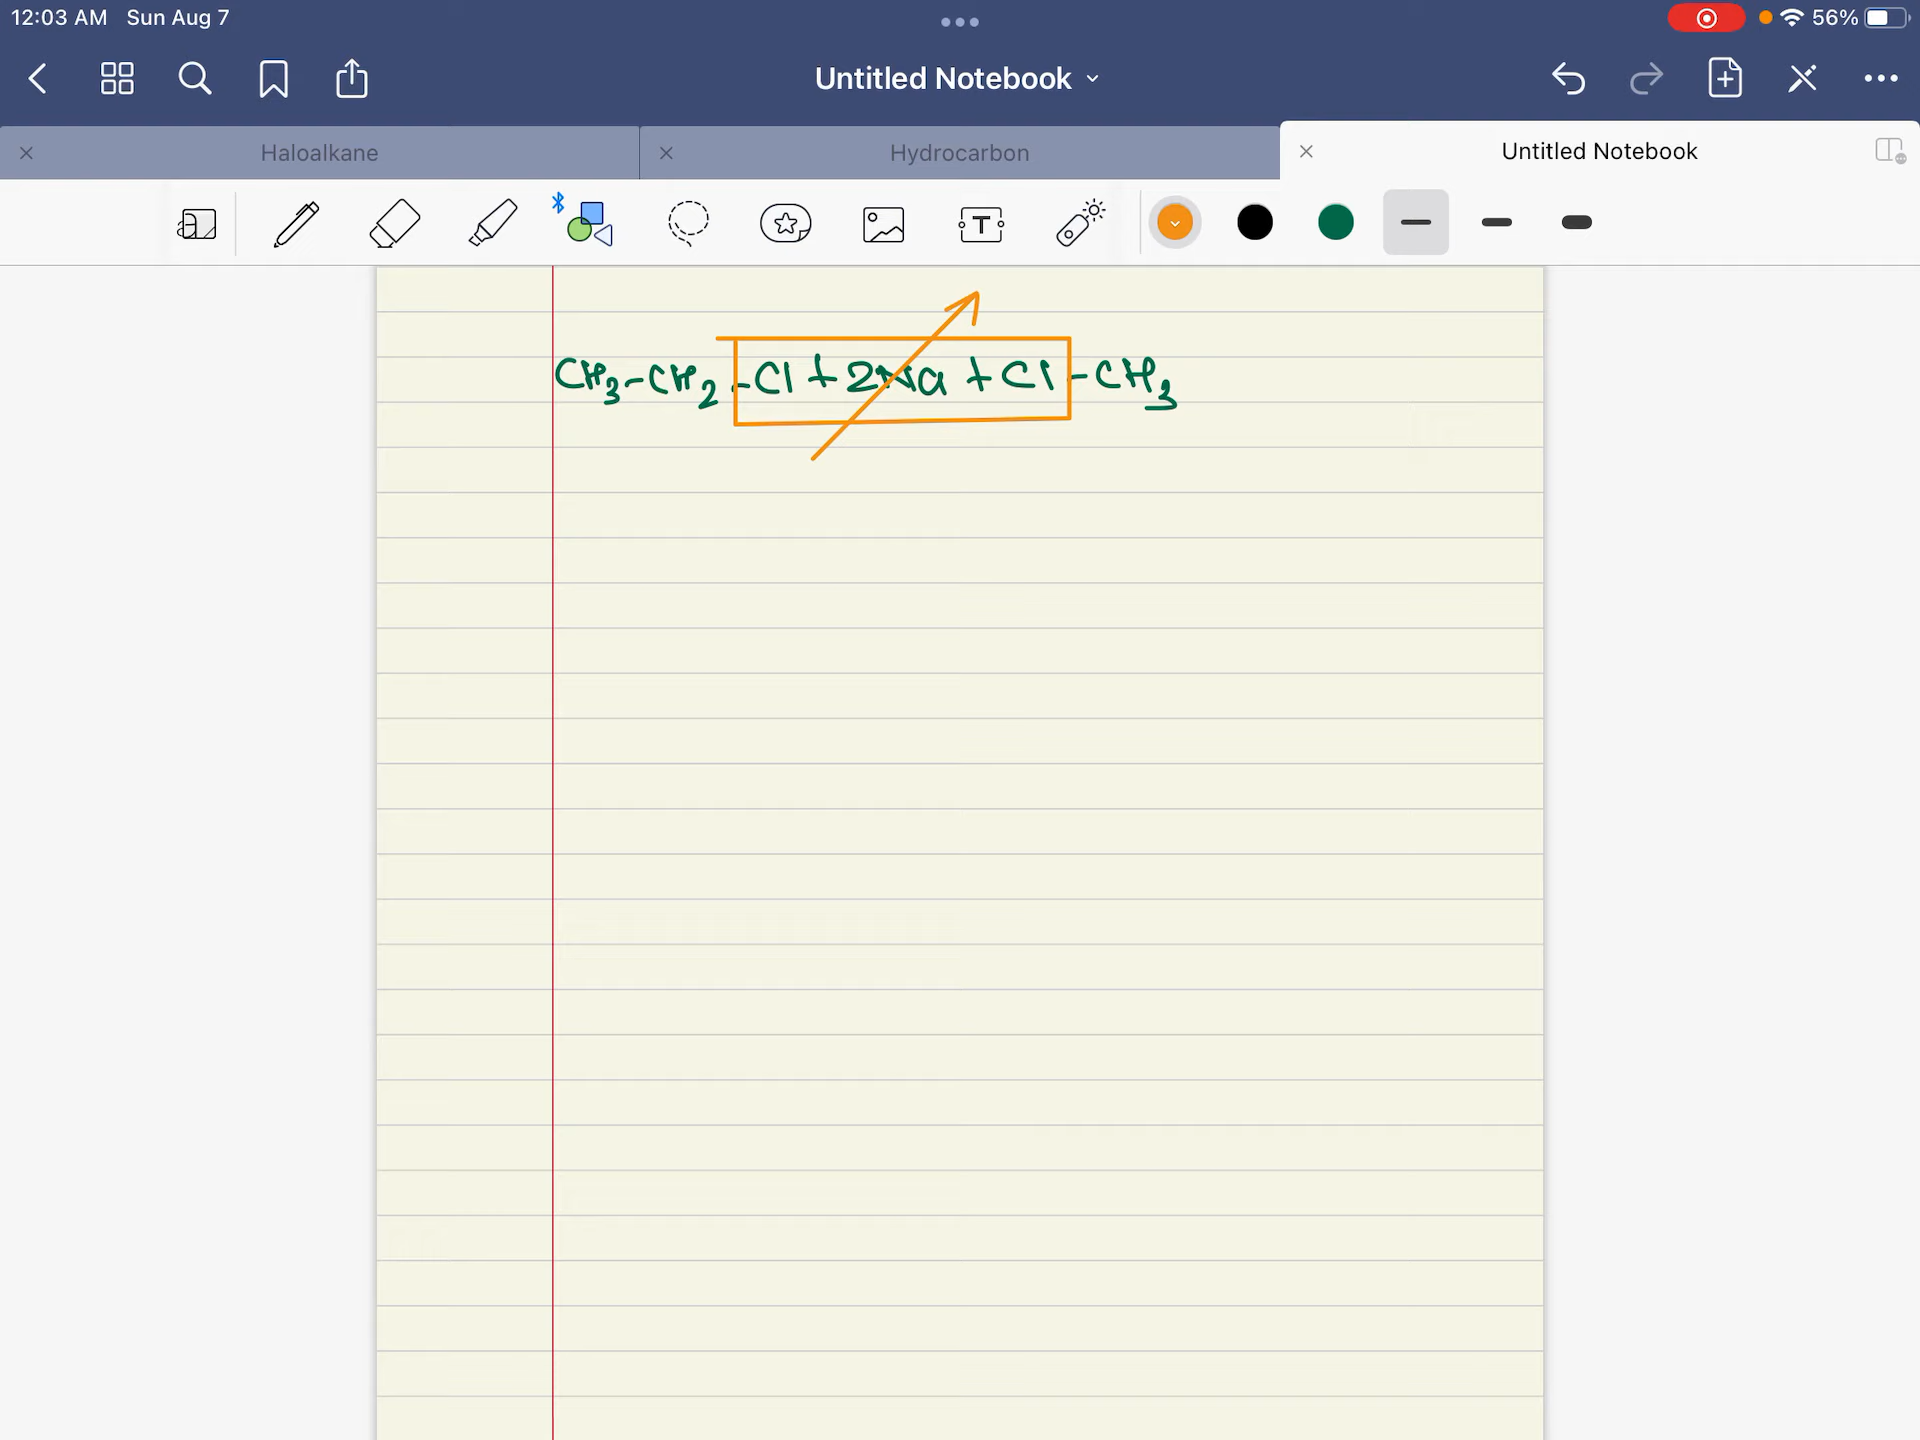 12:03 AM Sun Aug 7
56%
Untitled Notebook
Haloalkane
Hydrocarbon
Untitled Notebook
T
CH₃-CH₂-Cl + 2Na + Cl-CH₃